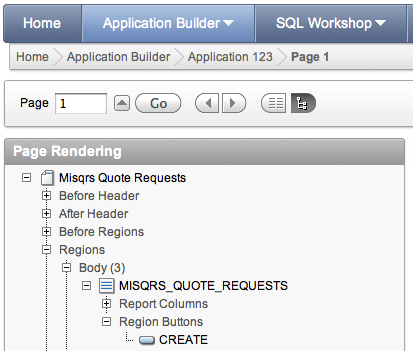 Home Application Builder SQL Workshop
Home Application Builder Application 123 Page 1
Page 1 Go
Page Rendering
Misqrs Quote Requests
Before Header
After Header
Before Regions
Regions
Body (3)
MISQRS_QUOTE_REQUESTS
Report Columns
Region Buttons
CREATE